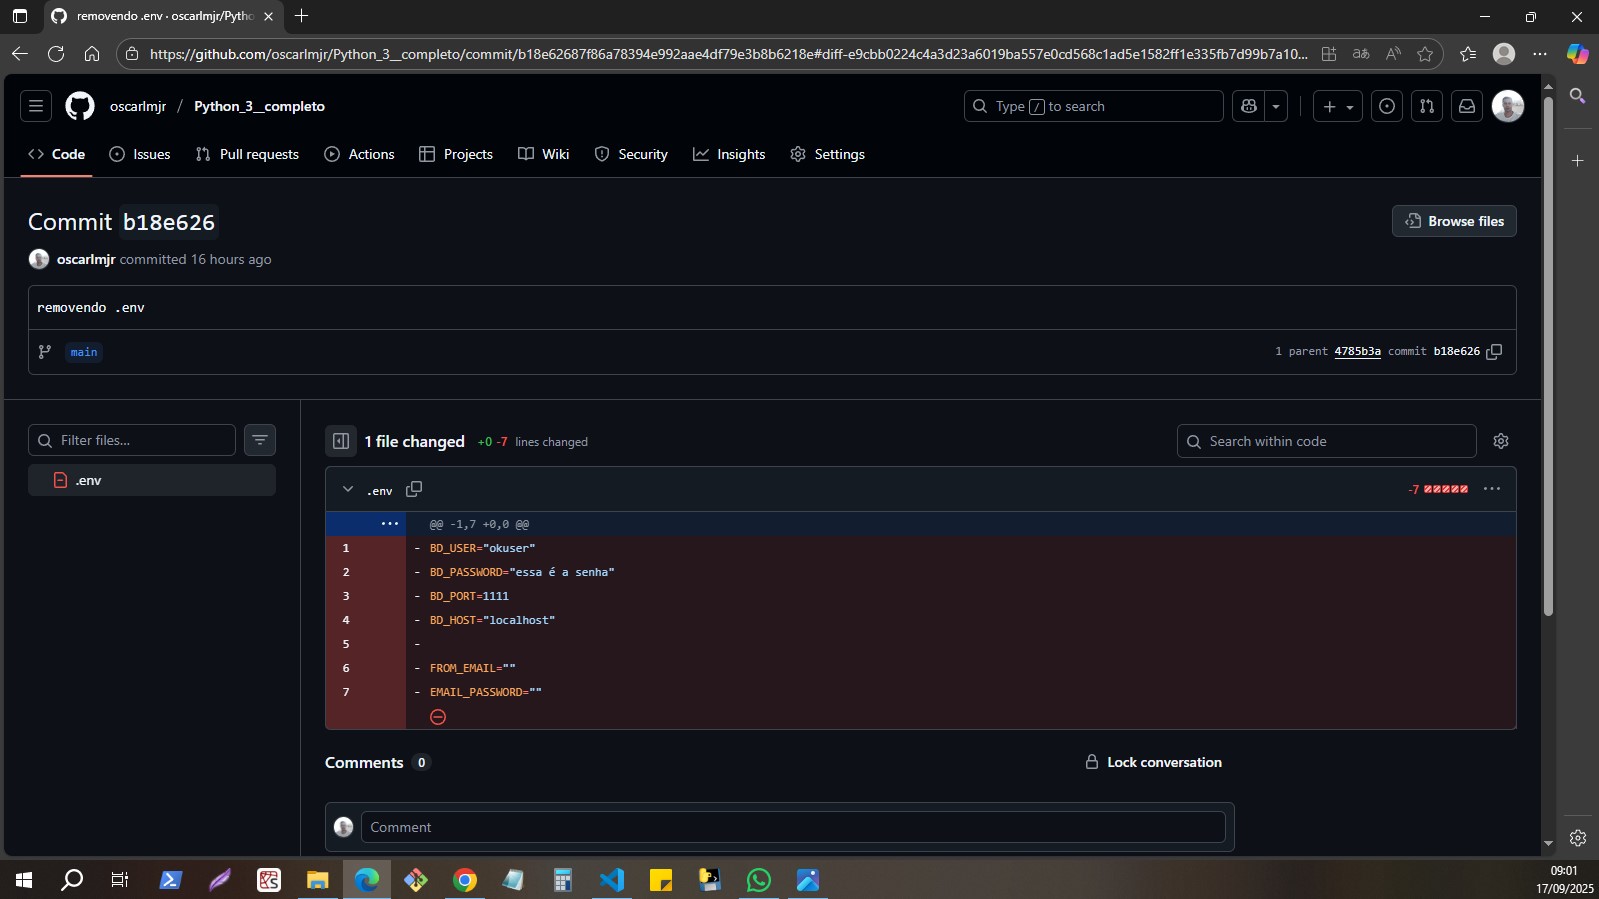 removendo .env · oscarlmjr/Pytho
https://github.com/oscarlmjr/Python_3__completo/commit/b18e62687f86a78394e992aae4df79e3b8b6218e#diff-e9cbb0224c4a3d23a6019ba557e0cd568c1ad5e1582ff1e335fb7d99b7a10...
oscarlmjr / Python_3__completo
Type / to search
Code
Issues
Pull requests
Actions
Projects
Wiki
Security
Insights
Settings
Commit b18e626
Browse files
oscarlmjr committed 16 hours ago
removendo .env
main
1 parent 4785b3a commit b18e626
Filter files...
1 file changed +0 -7 lines changed
Search within code
.env
.env
-7
@@ -1,7 +0,0 @@
1 - BD_USER="okuser"
2 - BD_PASSWORD="essa é a senha"
3 - BD_PORT=1111
4 - BD_HOST="localhost"
5 -
6 - FROM_EMAIL=""
7 - EMAIL_PASSWORD=""
Comments 0
Lock conversation
Comment
09:01
17/09/2025